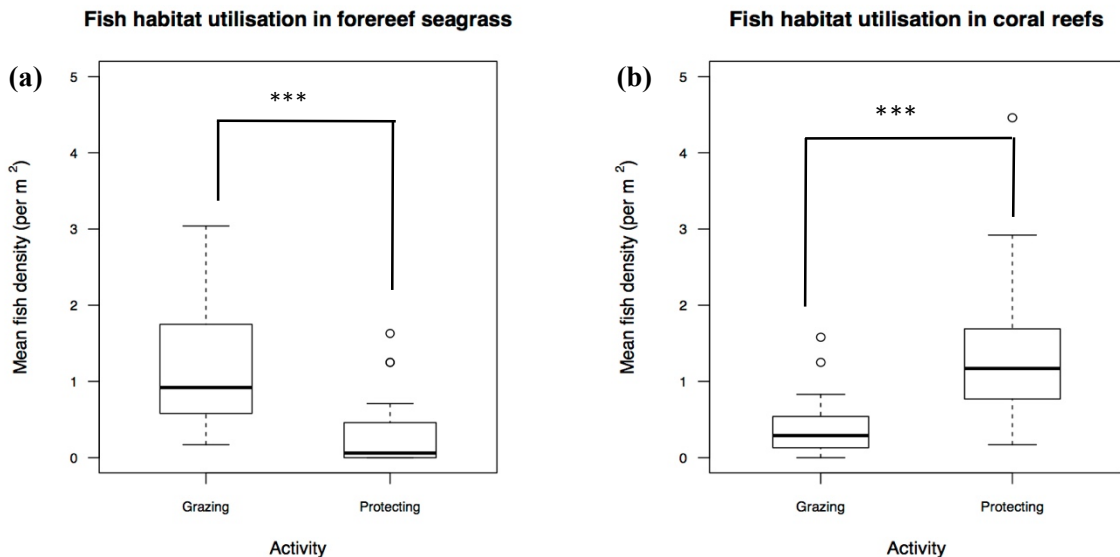 Fish habitat utilisation in forereef seagrass
(a)
***
5
4
3
2
1
0
Mean fish density (per m ²)
Grazing
Protecting
Activity
Fish habitat utilisation in coral reefs
(b)
***
5
4
3
2
1
0
Mean fish density (per m ²)
Grazing
Protecting
Activity